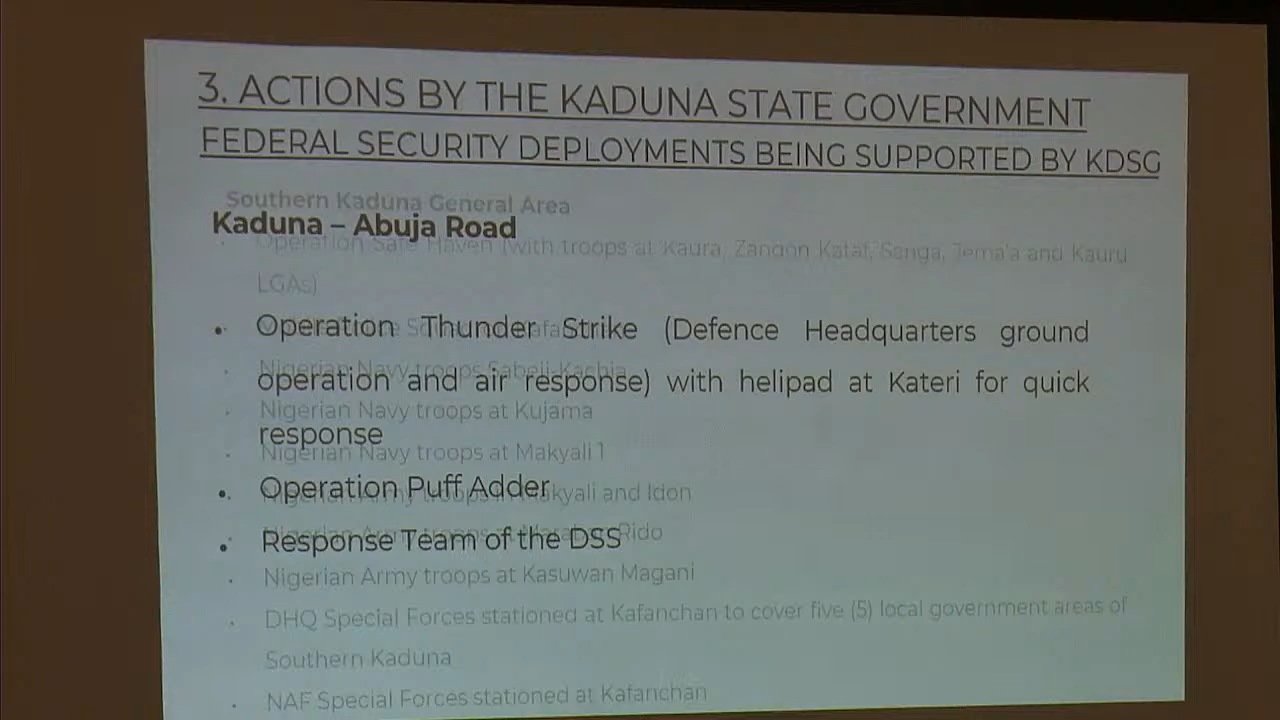 3. ACTIONS BY THE KADUNA STATE GOVERNMENT
FEDERAL SECURITY DEPLOYMENTS BEING SUPPORTED BY KDSG
Southern Kaduna General Area
Kaduna – Abuja Road
Operation Safe Haven (with troops at Kaura, Zangon Kataf, Sanga, Jema'a and Kauru
LGAs)
• Operation Thunder Strike (Defence Headquarters ground
Nigerian Navy troops
operation and air response) with helipad at Kateri for quick
• Nigerian Navy troops at Kujama
response
• Nigerian Navy troops at Makyali 1
• Operation Puff Adder
Nigerian Army troops Makyali and Idon
Nigerian Army troops Rido
• Response Team of the DSS
• Nigerian Army troops at Kasuwan Magani
• DHQ Special Forces stationed at Kafanchan to cover five (5) local government areas of
Southern Kaduna
• NAF Special Forces stationed at Kafanchan